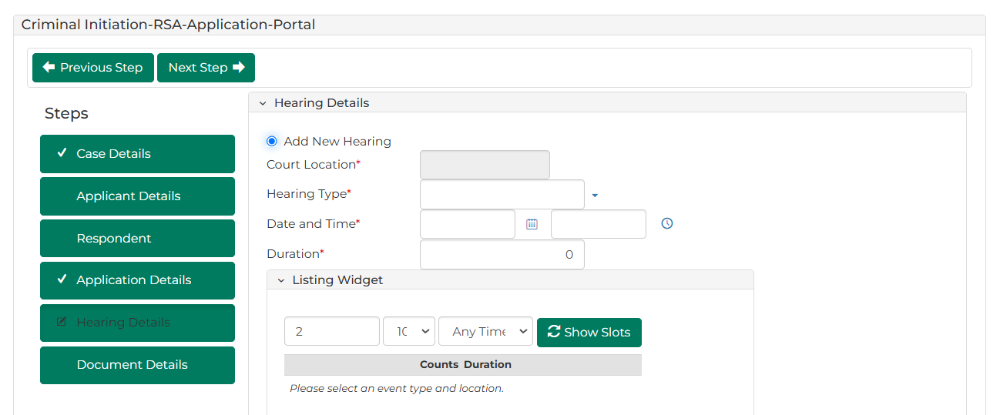 Criminal Initiation-RSA-Application-Portal
Previous Step
Next Step
Steps
Case Details
Applicant Details
Respondent
Application Details
Hearing Details
Document Details
Hearing Details
Add New Hearing
Court Location*
Hearing Type*
Date and Time*
Duration*
0
Listing Widget
2
10
Any Time
Show Slots
Counts Duration
Please select an event type and location.